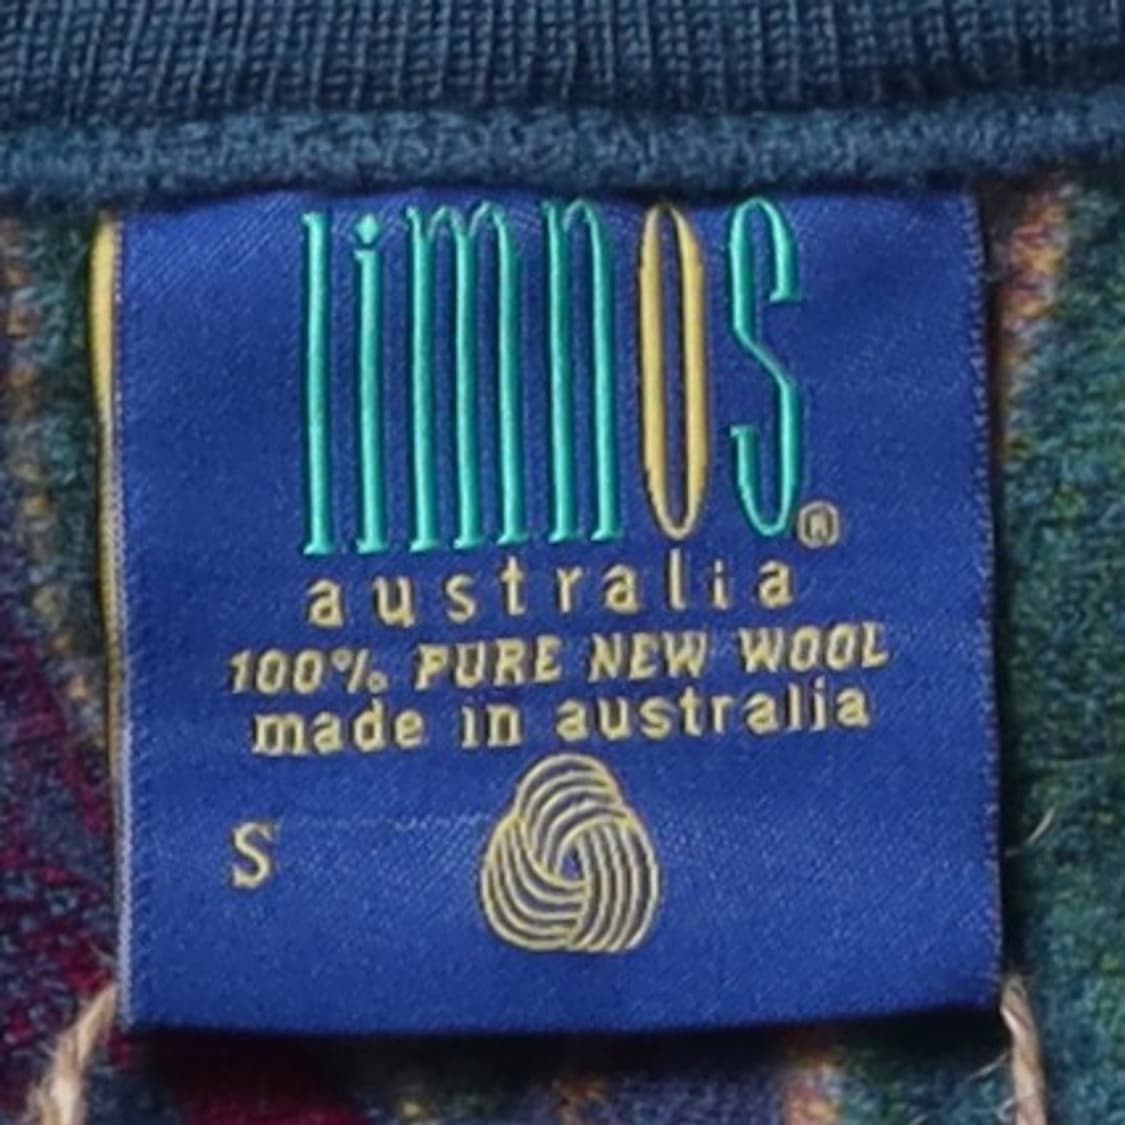 limnos®
australia
100% PURE NEW WOOL
made in australia
S